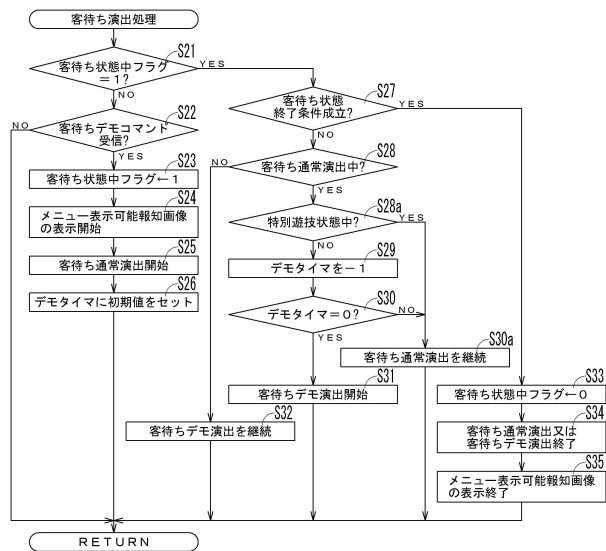 客待ち演出処理
S21
客待ち状態中フラグ
＝1?
YES
NO
S22
客待ちデモコマンド
受信?
NO
YES
S23
客待ち状態中フラグ←1
S24
メニュー表示可能報知画像
の表示開始
S25
客待ち通常演出開始
S26
デモタイマに初期値をセット
S27
客待ち状態
終了条件成立?
YES
NO
S28
客待ち通常演出中?
NO
YES
S28a
特別遊技状態中?
YES
NO
S29
デモタイマを－1
S30
デモタイマ＝0?
NO
YES
S30a
客待ち通常演出を継続
S31
客待ちデモ演出開始
S32
客待ちデモ演出を継続
S33
客待ち状態中フラグ←0
S34
客待ち通常演出又は
客待ちデモ演出終了
S35
メニュー表示可能報知画像
の表示終了
RETURN